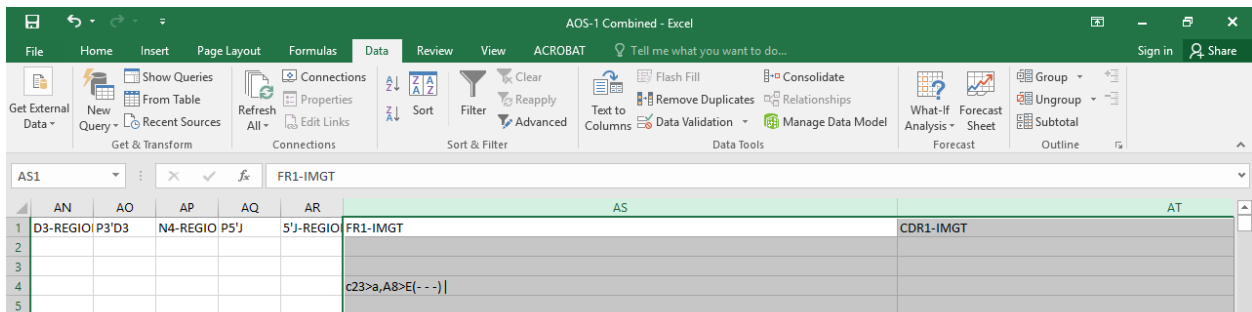 AOS-1 Combined - Excel
File Home Insert Page Layout Formulas Data Review View ACROBAT Tell me what you want to do... Sign in Share
Show Queries Connections Clear Flash Fill Consolidate Group
From Table Properties Reapply Remove Duplicates Relationships Ungroup
Get External Data New Query Recent Sources Refresh All Edit Links Sort Filter Advanced Text to Columns Data Validation Manage Data Model What-If Analysis Forecast Sheet Subtotal
Get & Transform Connections Sort & Filter Data Tools Forecast Outline
AS1 fx FR1-IMGT
AN AO AP AQ AR AS AT
1 D3-REGIO P3'D3 N4-REGIO P5'J 5'J-REGIO FR1-IMGT CDR1-IMGT
2
3
4 c23>a,A8>E(- - -)|
5